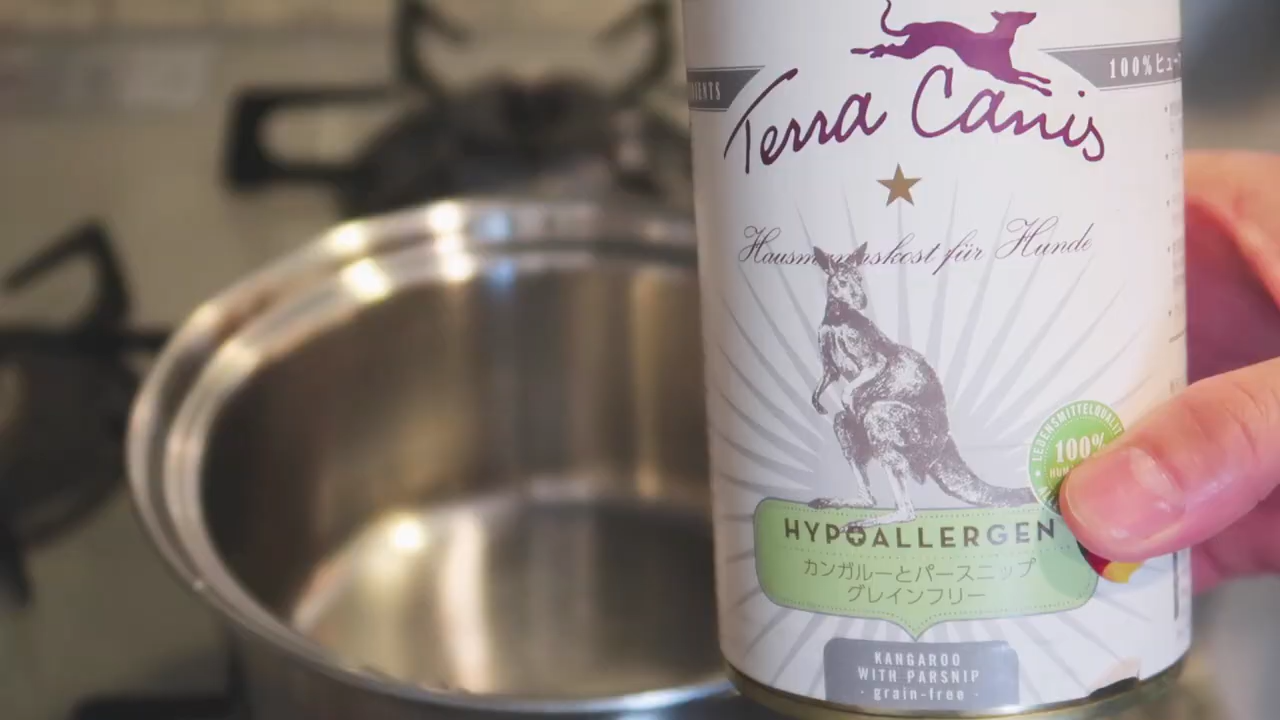 100%ヒュー
Terra Canis
Hausmannskost für Hunde
LEBENSMITTELQUALIT
100%
HYPOALLERGEN
カンガルーとパースニップ
グレインフリー
KANGAROO
WITH PARSNIP
· grain-free ·